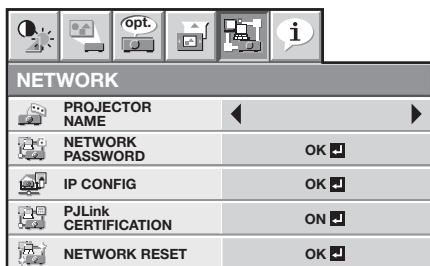 opt.
i
NETWORK
PROJECTOR
NAME
NETWORK
PASSWORD
OK
IP CONFIG
OK
PJLink
CERTIFICATION
ON
NETWORK RESET
OK